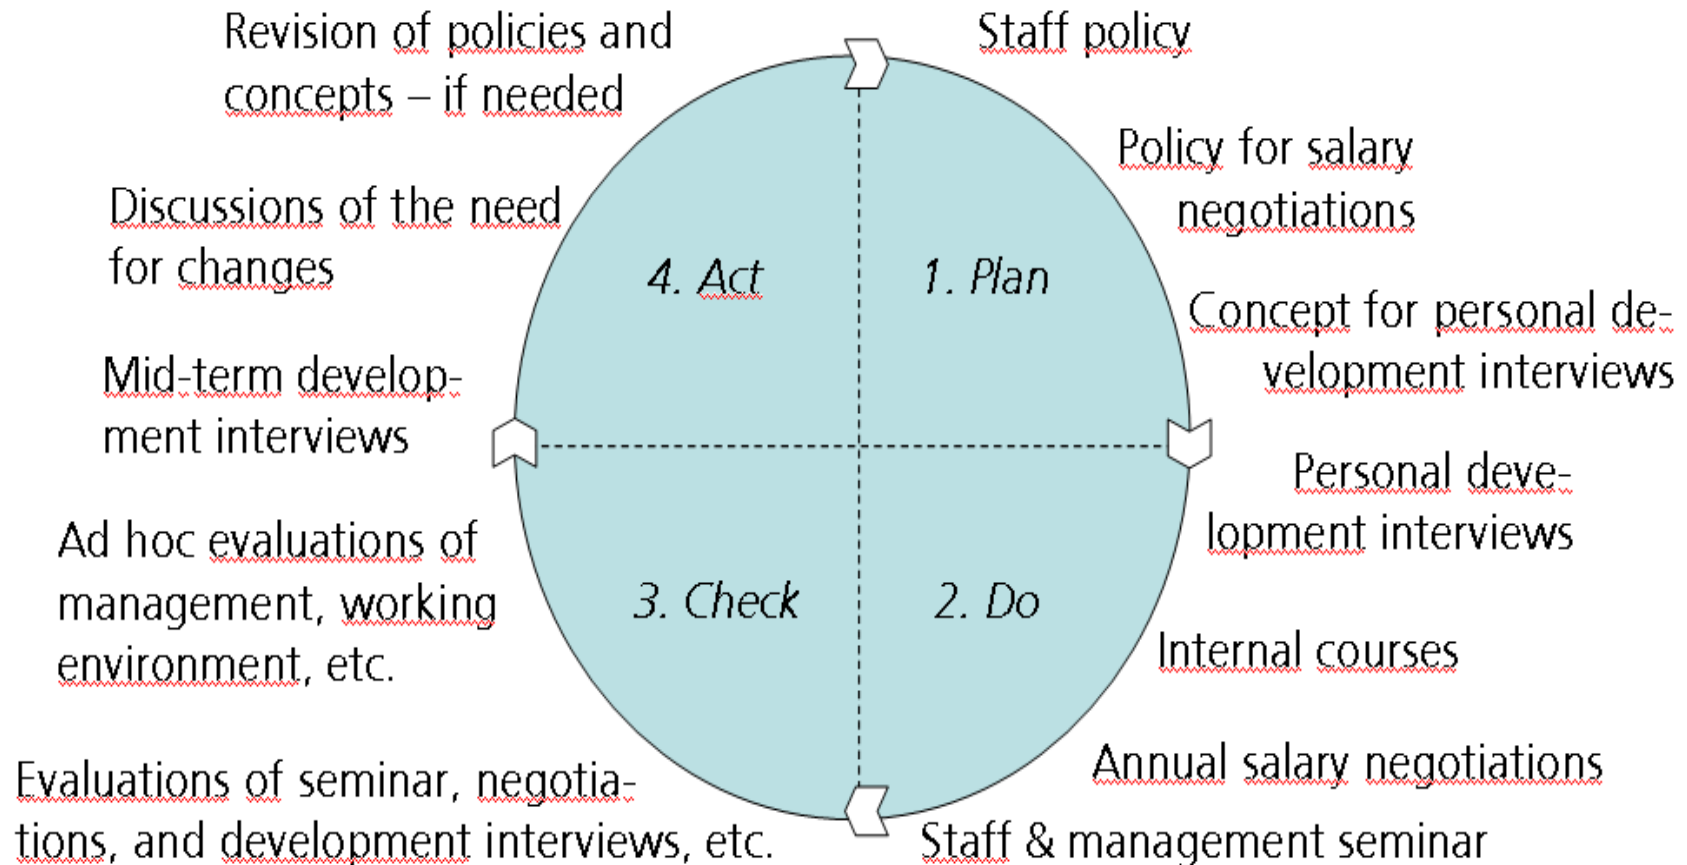 Revision of policies and
concepts – if needed
Staff policy
Policy for salary
negotiations
Discussions of the need
for changes
4. Act
1. Plan
Concept for personal de-
velopment interviews
Mid-term develop-
ment interviews
Personal deve-
lopment interviews
Ad hoc evaluations of
management, working
environment, etc.
3. Check
2. Do
Internal courses
Annual salary negotiations
Evaluations of seminar, negotia-
tions, and development interviews, etc.
Staff & management seminar